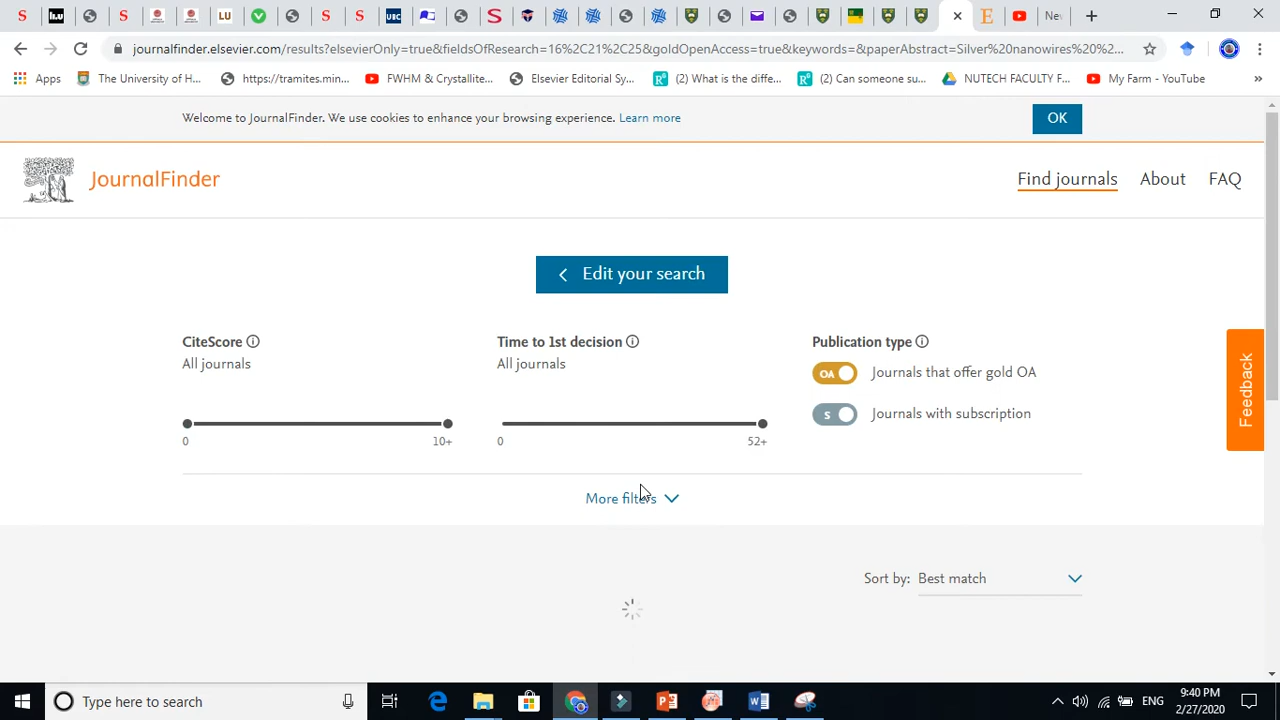 LU
UBC
Nev
journalfinder.elsevier.com/results?elsevierOnly=true&fieldsOfResearch=16%2C21%2C25&goldOpenAccess=true&keywords=&paperAbstract=Silver%20nanowires%20%2...
Apps
The University of H...
https://tramites.min...
FWHM & Crystallite...
Elsevier Editorial Sy...
(2) What is the diffe...
(2) Can someone su...
NUTECH FACULTY F...
My Farm - YouTube
»
Welcome to JournalFinder. We use cookies to enhance your browsing experience. Learn more
OK
JournalFinder
Find journals
About
FAQ
Edit your search
CiteScore
All journals
0
10+
Time to 1st decision
All journals
0
52+
Publication type
OA
Journals that offer gold OA
S
Journals with subscription
Feedback
More filters
Sort by: Best match
Type here to search
ENG
9:40 PM
2/27/2020